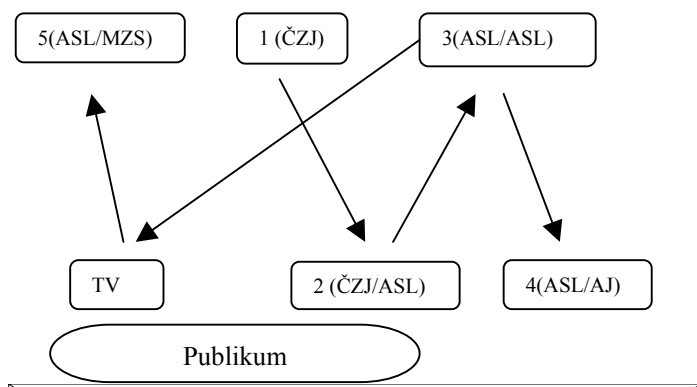 5(ASL/MZS)
1 (ČZJ)
3(ASL/ASL)
TV
2 (ČZJ/ASL)
4(ASL/AJ)
Publikum